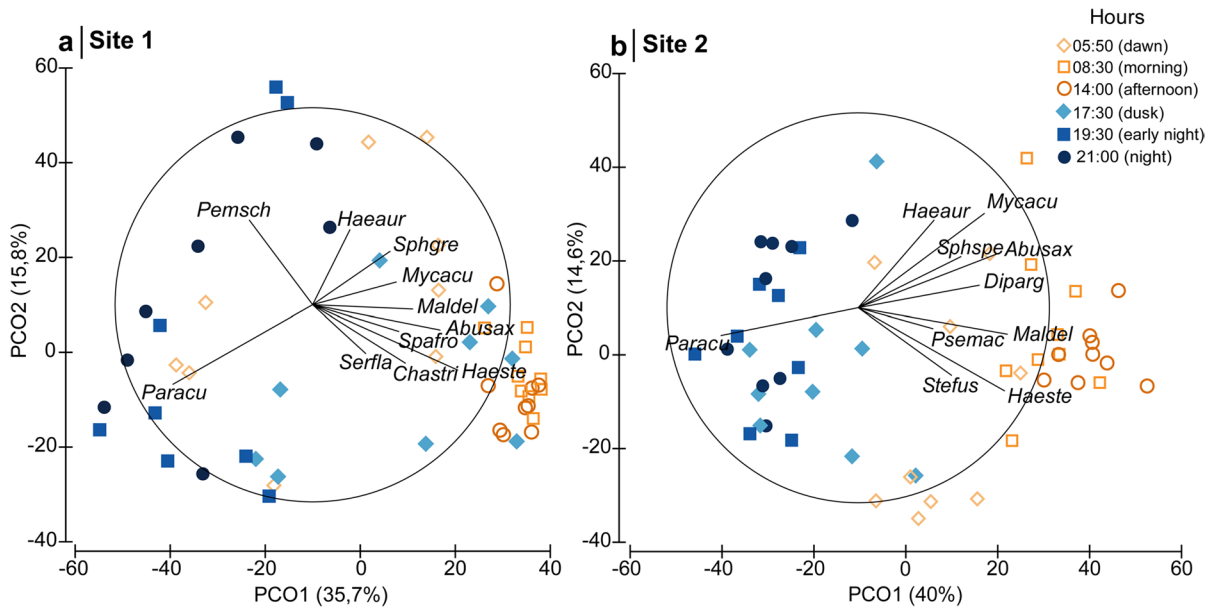 a Site 1
b Site 2
Hours
05:50 (dawn)
08:30 (morning)
14:00 (afternoon)
17:30 (dusk)
19:30 (early night)
21:00 (night)
PCO2 (15,8%)
60
40
20
0
-20
-40
Pemsch
Haeaur
Sphgre
Mycacu
Maldel
Abusax
Spafro
Serfla
Chastri
Haeste
Paracu
-60
-40
-20
0
20
40
PCO1 (35,7%)
PCO2 (14,6%)
60
40
20
0
-20
-40
Mycacu
Haeaur
Sphspe
Abusax
Diparg
Paracu
Psemac
Maldel
Stefus
Haeste
-60
-40
-20
0
20
40
60
PCO1 (40%)